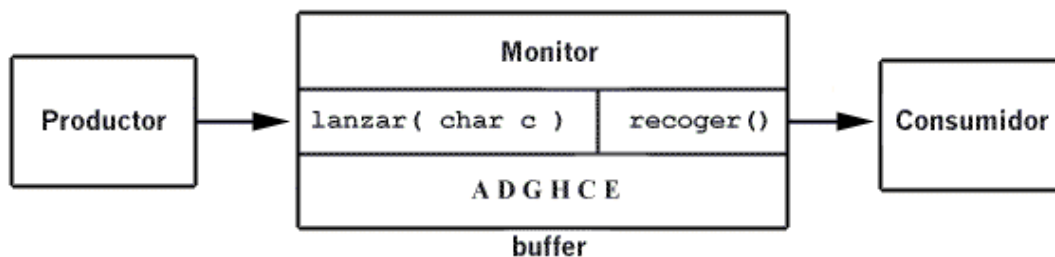 Monitor
Productor
lanzar( char c )
recoger()
Consumidor
A D G H C E
buffer